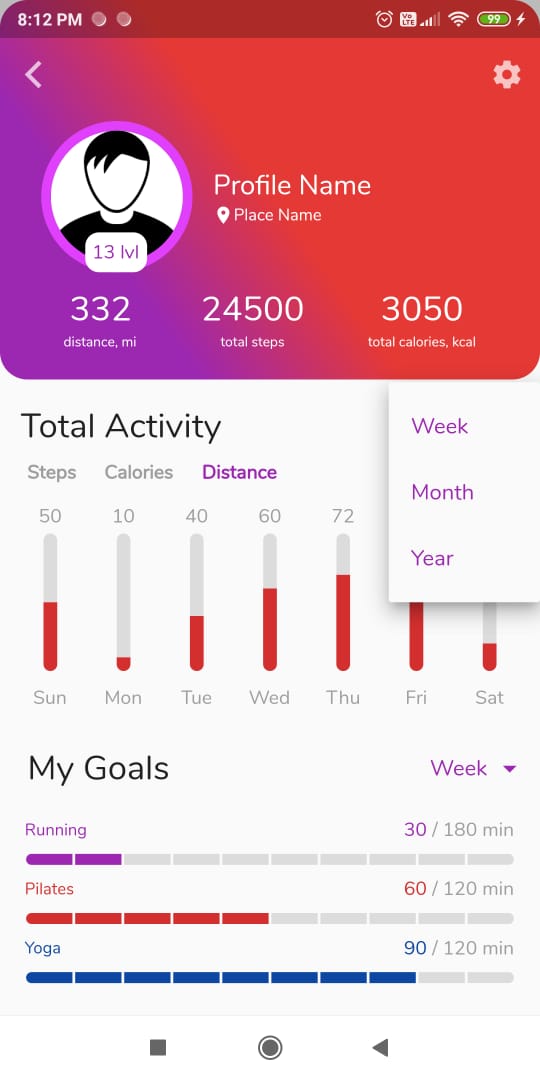 8:12 PM Vo LTE 99
13 lvl
Profile Name
Place Name
332 24500 3050
distance, mi total steps total calories, kcal
Total Activity
Steps Calories Distance
Week
Month
Year
50 10 40 60 72
Sun Mon Tue Wed Thu Fri Sat
My Goals Week
Running 30 / 180 min
Pilates 60 / 120 min
Yoga 90 / 120 min